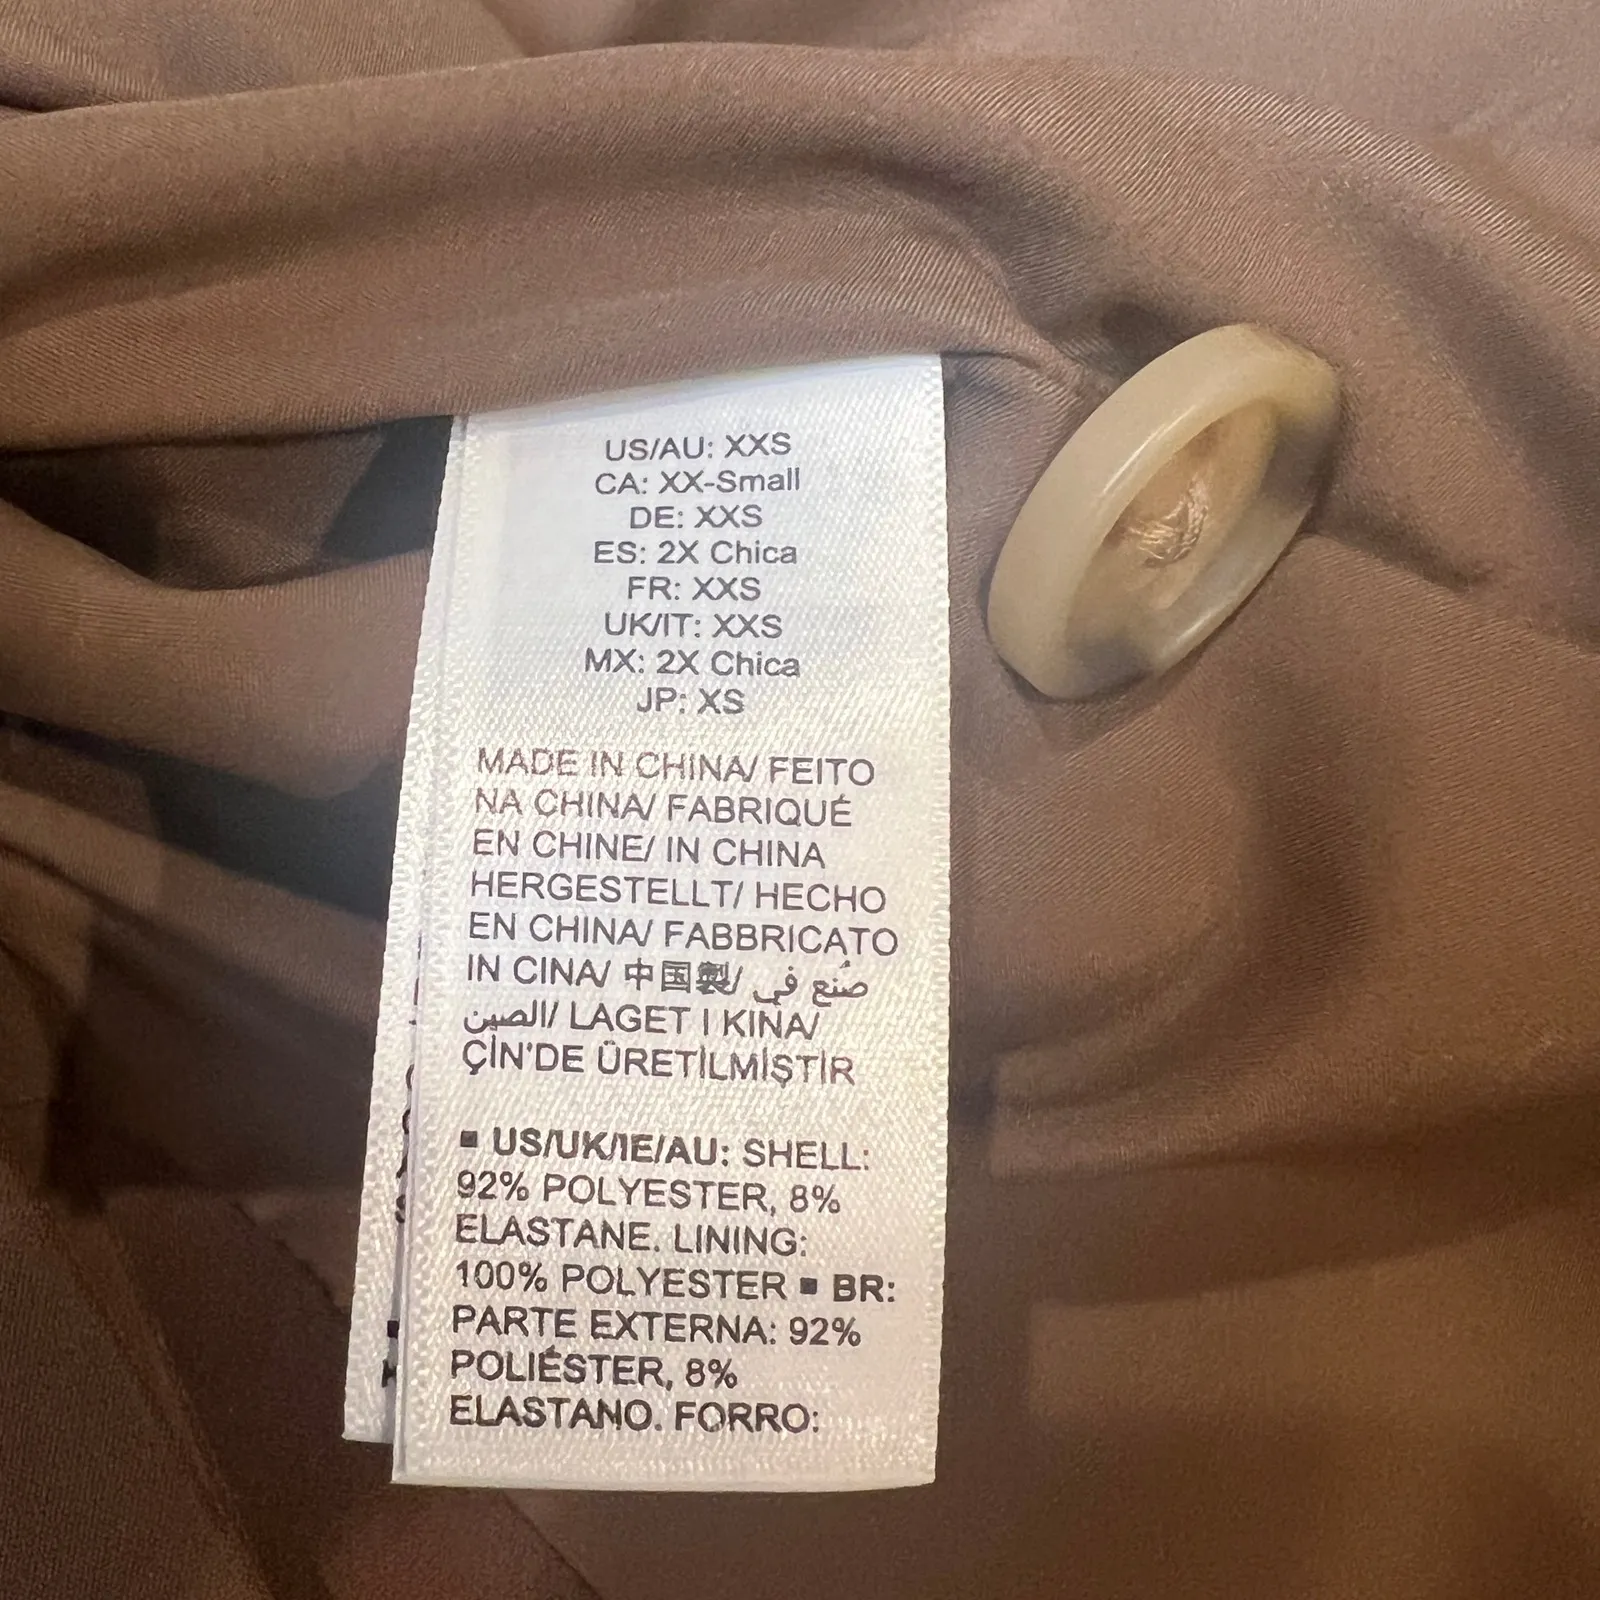 US/AU: XXS
CA: XX-Small
DE: XXS
ES: 2X Chica
FR: XXS
UK/IT: XXS
MX: 2X Chica
JP: XS
MADE IN CHINA/ FEITO
NA CHINA/ FABRIQUÉ
EN CHINE/ IN CHINA
HERGESTELLT/ HECHO
EN CHINA/ FABBRICATO
IN CINA/ 中国製/ صُنع في
الصين/ LAGET I KINA/
ÇİN'DE ÜRETİLMİŞTİR
▪ US/UK/IE/AU: SHELL:
92% POLYESTER, 8%
ELASTANE. LINING:
100% POLYESTER ▪ BR:
PARTE EXTERNA: 92%
POLIÉSTER, 8%
ELASTANO. FORRO: